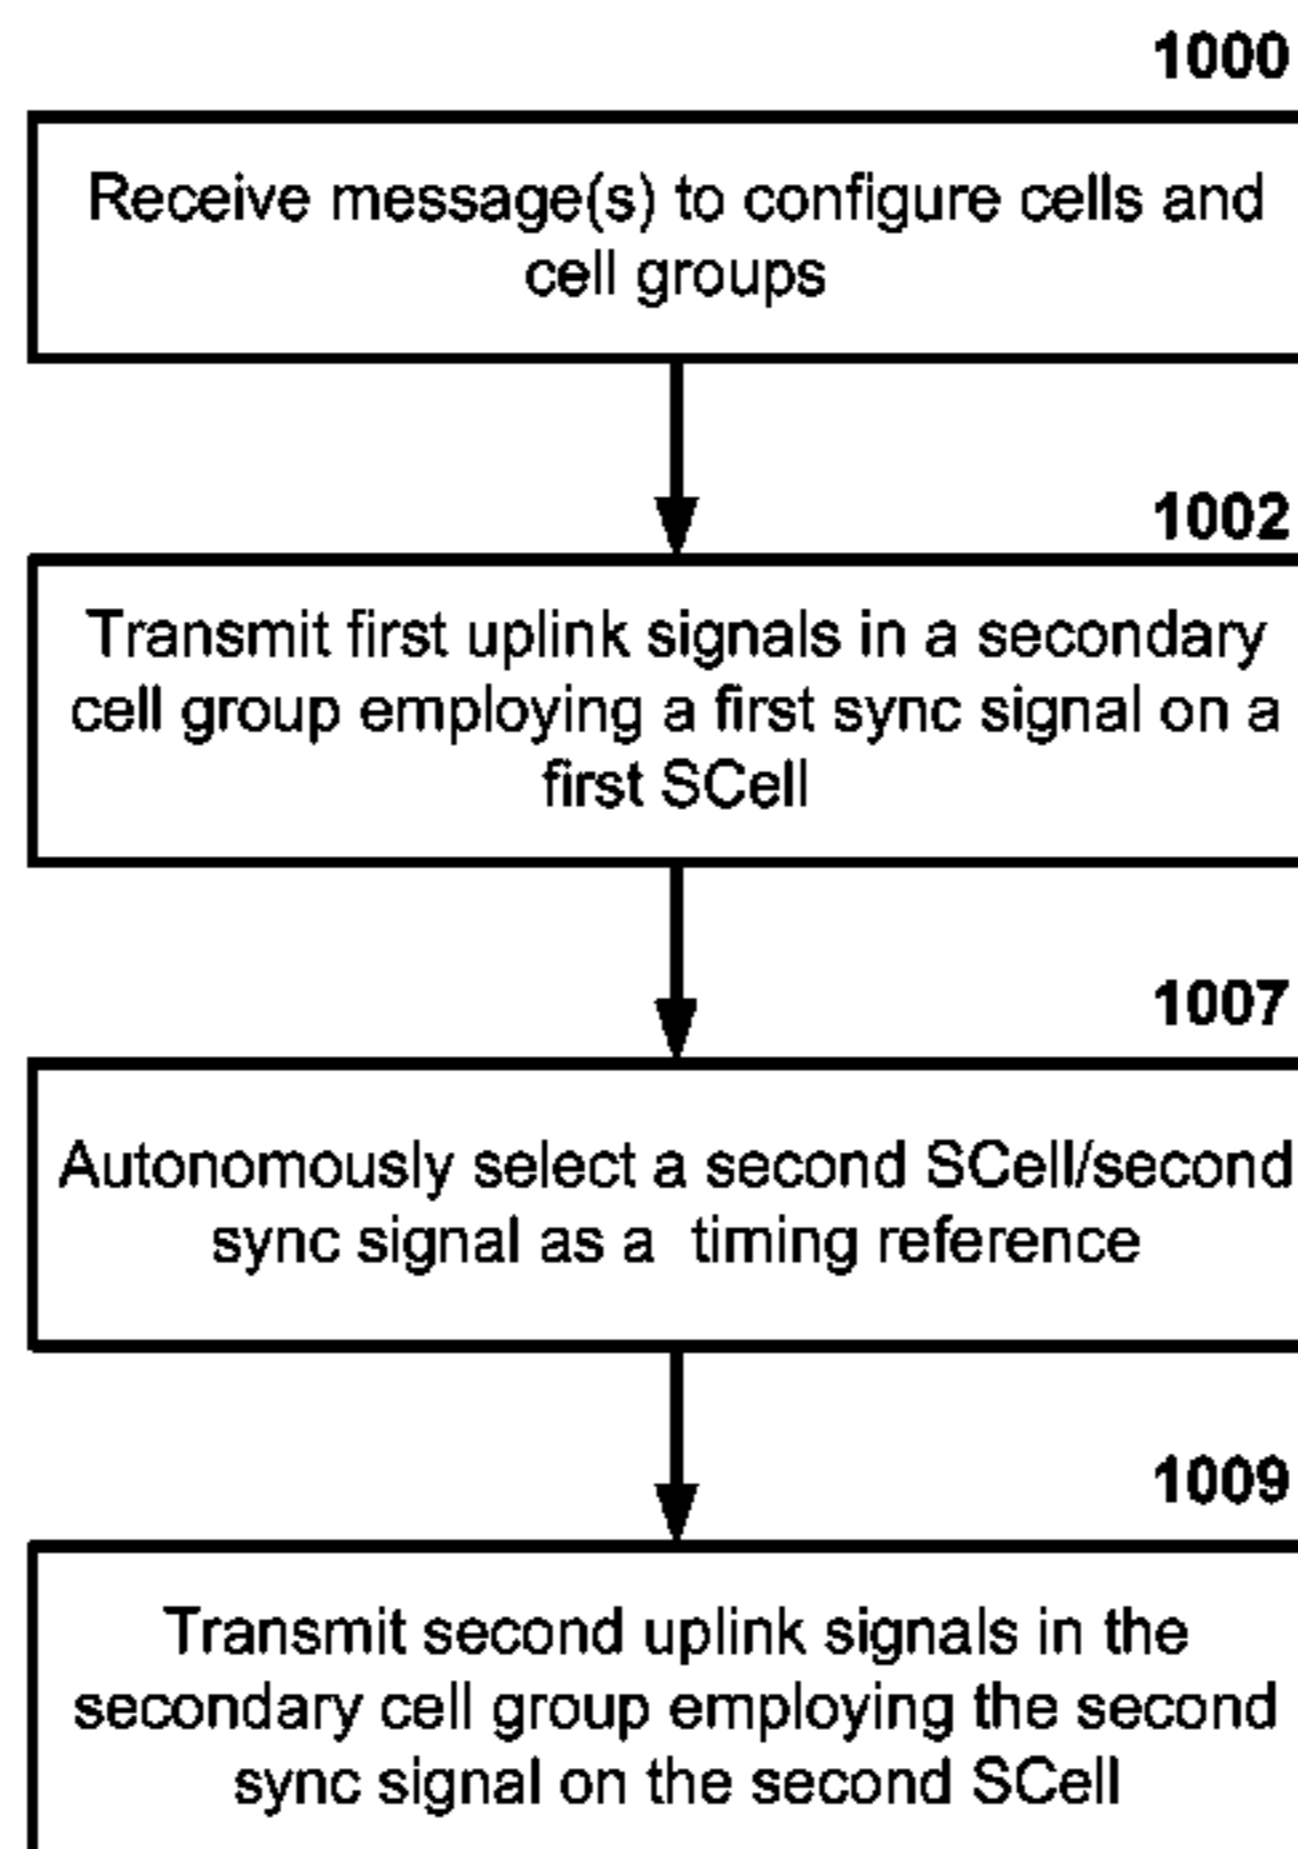 1000
Receive message(s) to configure cells and
cell groups
1002
Transmit first uplink signals in a secondary
cell group employing a first sync signal on a
first SCell
1007
Autonomously select a second SCell/second
sync signal as a timing reference
1009
Transmit second uplink signals in the
secondary cell group employing the second
sync signal on the second SCell